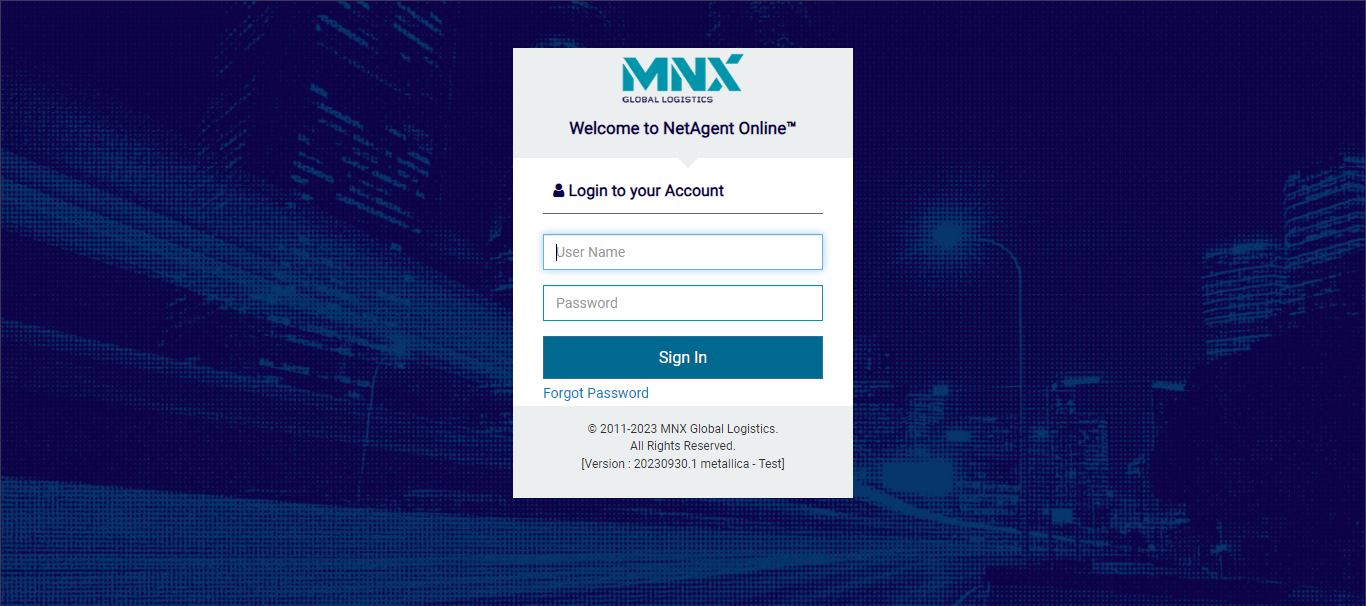 MNX
GLOBAL LOGISTICS
Welcome to NetAgent Online™
Login to your Account
User Name
Password
Sign In
Forgot Password
© 2011-2023 MNX Global Logistics.
All Rights Reserved.
[Version : 20230930.1 metallica - Test]